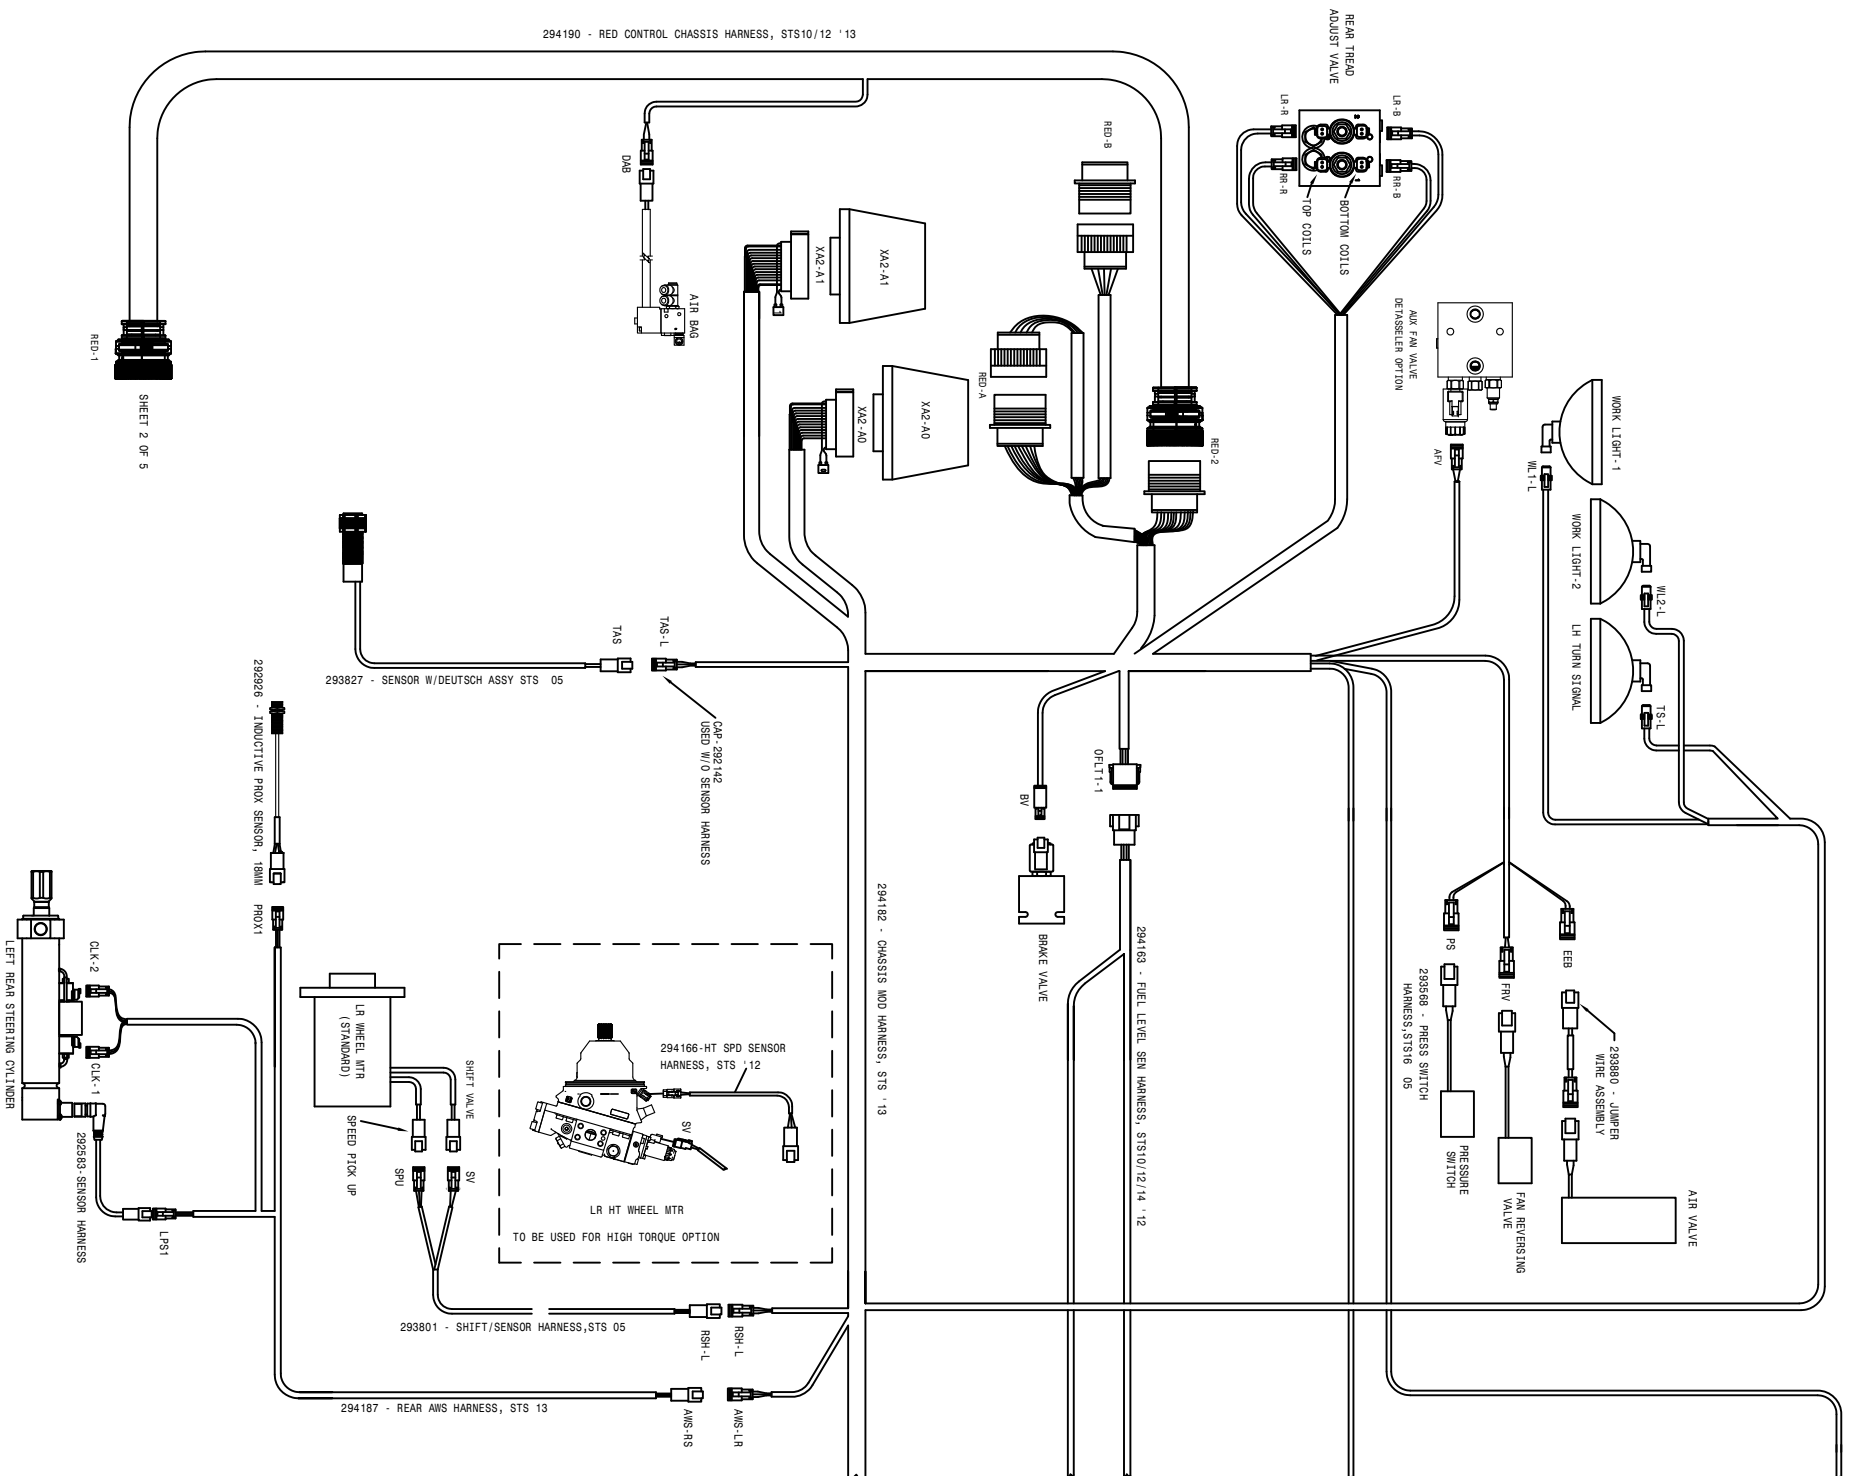 294190 - RED CONTROL CHASSIS HARNESS, STS10/12 '13
REAR TREAD
ADJUST VALVE
LR-R
LR-B
RR-R
RR-B
TOP COILS
BOTTOM COILS
RED-B
DAB
AIR BAG
XA2-A1
XA2-A1
XA2-A0
XA2-A0
RED-A
RED-2
RED-1
SHEET 2 OF 5
AUX FAN VALVE
DETASSELER OPTION
AFV
WORK LIGHT-1
WL1-L
WORK LIGHT-2
WL2-L
LH TURN SIGNAL
TS-L
TAS
TAS-L
293827 - SENSOR W/DEUTSCH ASSY STS  05
CAP-292142
USED W/O SENSOR HARNESS
292926 - INDUCTIVE PROX SENSOR, 18MM
PROX1
OFLT1-1
BV
BRAKE VALVE
294182 - CHASSIS MOD HARNESS, STS '13
294163 - FUEL LEVEL SEN HARNESS, STS10/12/14 '12
PS
EEB
FRV
293568 - PRESS SWITCH
HARNESS,STS16  05
293880 - JUMPER
WIRE ASSEMBLY
PRESSURE
SWITCH
FAN REVERSING
VALVE
AIR VALVE
CLK-2
CLK-1
LEFT REAR STEERING CYLINDER
292583-SENSOR HARNESS
LPS1
LR WHEEL MTR
(STANDARD)
SHIFT VALVE
SPEED PICK UP
SPU
SV
294166-HT SPD SENSOR
HARNESS, STS '12
SV
LR HT WHEEL MTR
TO BE USED FOR HIGH TORQUE OPTION
293801 - SHIFT/SENSOR HARNESS,STS 05
RSH-L
RSH-L
294187 - REAR AWS HARNESS, STS 13
AWS-RS
AWS-LR